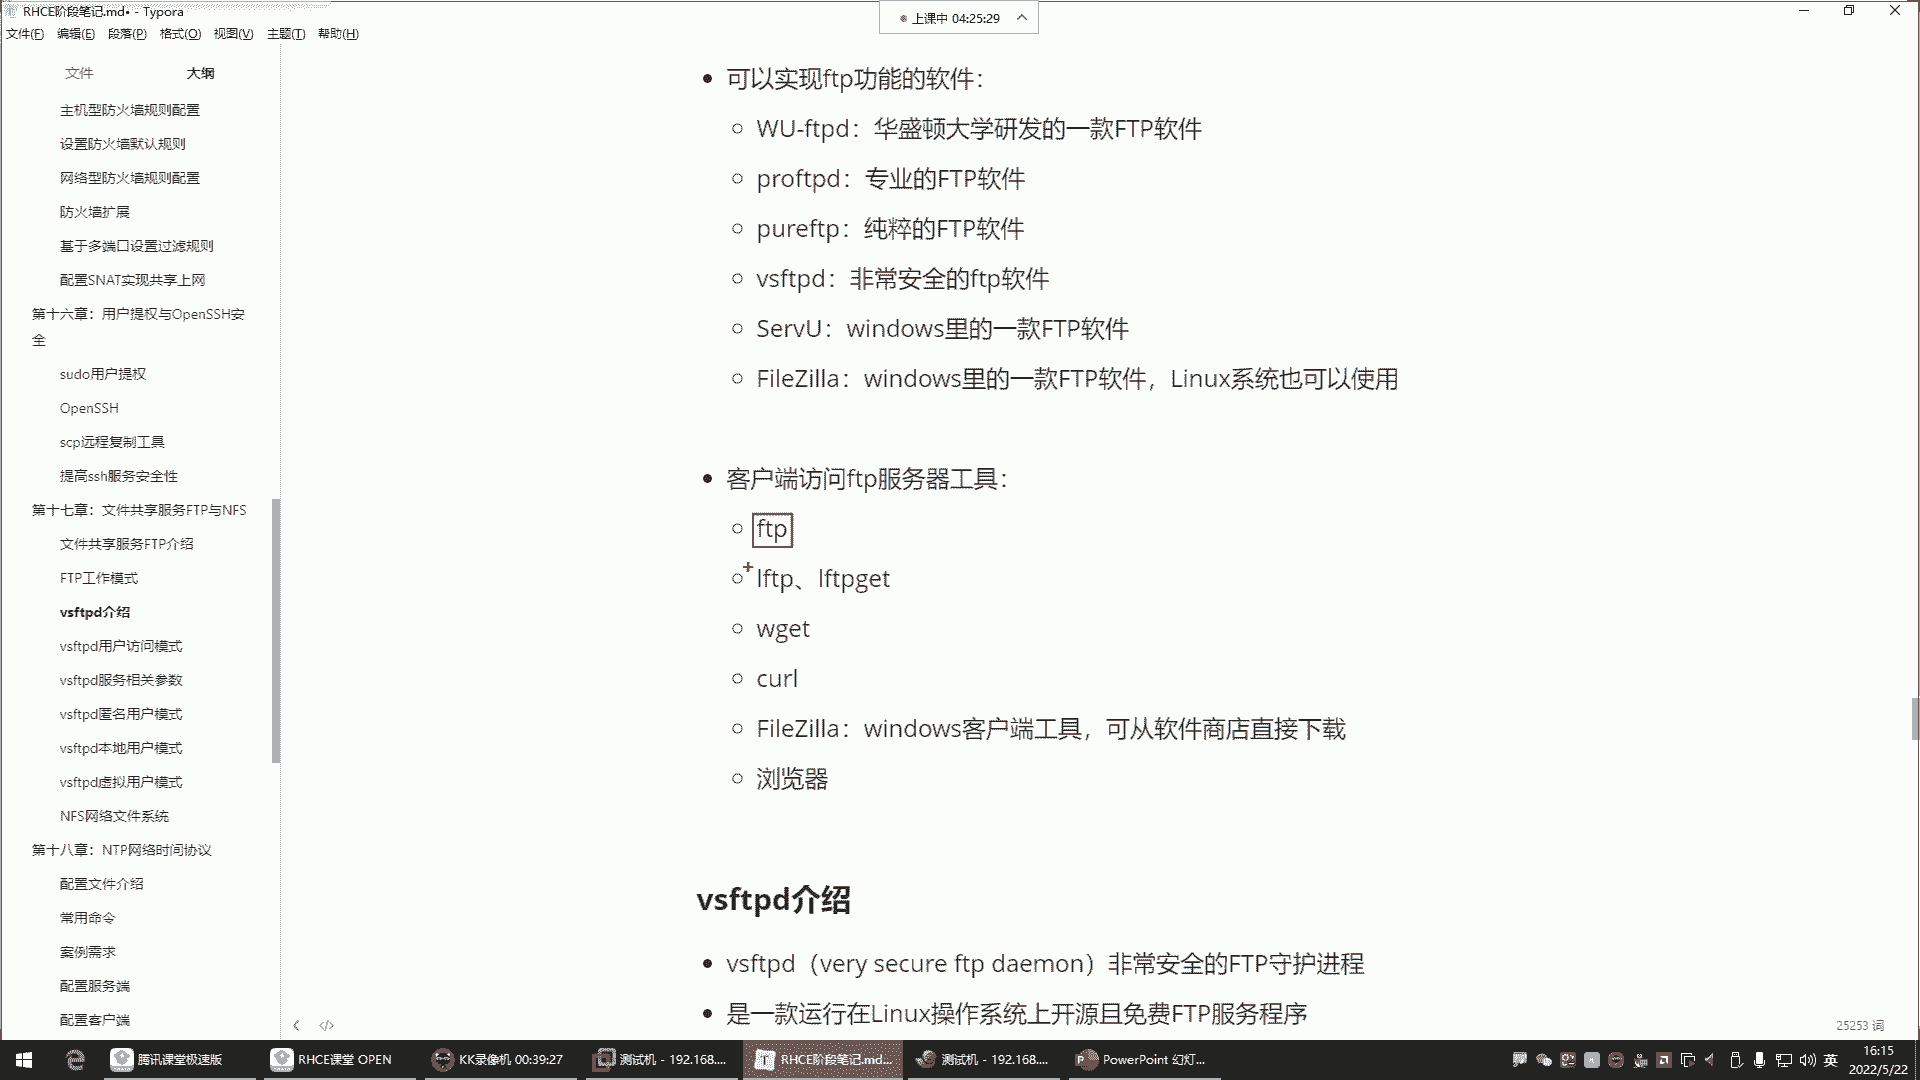 RHCE阶段笔记.md• - Typora
上课中 04:25:29
文件(F) 编辑(E) 段落(P) 格式(O) 视图(V) 主题(T) 帮助(H)
文件 大纲
主机型防火墙规则配置
设置防火墙默认规则
网络型防火墙规则配置
防火墙扩展
基于多端口设置过滤规则
配置SNAT实现共享上网
第十六章：用户提权与OpenSSH安
全
sudo用户提权
OpenSSH
scp远程复制工具
提高ssh服务安全性
第十七章：文件共享服务FTP与NFS
文件共享服务FTP介绍
FTP工作模式
vsftpd介绍
vsftpd用户访问模式
vsftpd服务相关参数
vsftpd匿名用户模式
vsftpd本地用户模式
vsftpd虚拟用户模式
NFS网络文件系统
第十八章：NTP网络时间协议
配置文件介绍
常用命令
案例需求
配置服务端
配置客户端
可以实现ftp功能的软件：
WU-ftpd：华盛顿大学研发的一款FTP软件
proftpd：专业的FTP软件
pureftp：纯粹的FTP软件
vsftpd：非常安全的ftp软件
ServU：windows里的一款FTP软件
FileZilla：windows里的一款FTP软件，Linux系统也可以使用
客户端访问ftp服务器工具：
ftp
lftp、lftpget
wget
curl
FileZilla：windows客户端工具，可从软件商店直接下载
浏览器
vsftpd介绍
vsftpd（very secure ftp daemon）非常安全的FTP守护进程
是一款运行在Linux操作系统上开源且免费FTP服务程序
25253 词
腾讯课堂极速版
RHCE课堂 OPEN
KK录像机 00:39:27
测试机 - 192.168....
RHCE阶段笔记.md...
测试机 - 192.168....
PowerPoint 幻灯...
英
16:15
2022/5/22